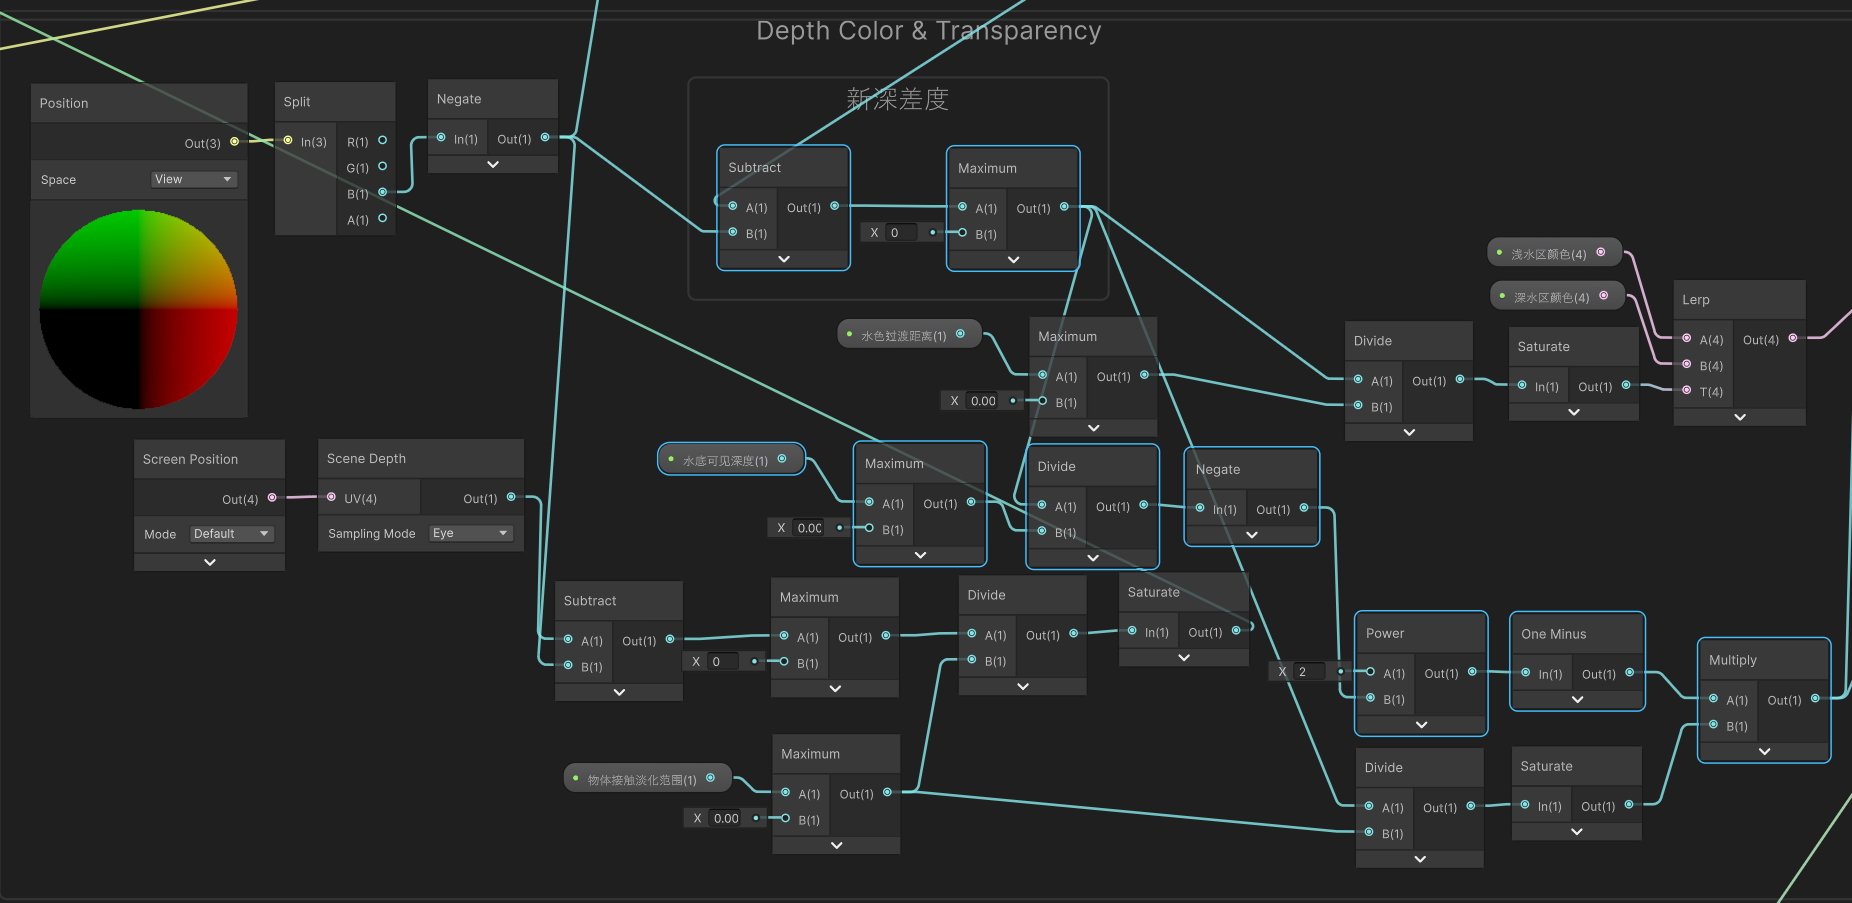 Depth Color & Transparency
Position
Out(3)
Space
View
Split
In(3)
R(1)
G(1)
B(1)
A(1)
Negate
In(1)
Out(1)
新深差度
Subtract
A(1)
Out(1)
B(1)
Maximum
X 0
A(1)
Out(1)
B(1)
水色过渡距离(1)
X 0.00
Maximum
A(1)
Out(1)
B(1)
Divide
A(1)
Out(1)
B(1)
Saturate
In(1)
Out(1)
浅水区颜色(4)
深水区颜色(4)
Lerp
A(4)
Out(4)
B(4)
T(4)
Screen Position
Out(4)
Mode
Default
Scene Depth
UV(4)
Out(1)
Sampling Mode
Eye
水底可见深度(1)
X 0.00
Maximum
A(1)
Out(1)
B(1)
Divide
A(1)
Out(1)
B(1)
Negate
In(1)
Out(1)
Subtract
A(1)
Out(1)
B(1)
X 0
Maximum
A(1)
Out(1)
B(1)
Divide
A(1)
Out(1)
B(1)
Saturate
In(1)
Out(1)
X 2
Power
A(1)
Out(1)
B(1)
One Minus
In(1)
Out(1)
Multiply
A(1)
Out(1)
B(1)
物体接触淡化范围(1)
X 0.00
Maximum
A(1)
Out(1)
B(1)
Divide
A(1)
Out(1)
B(1)
Saturate
In(1)
Out(1)